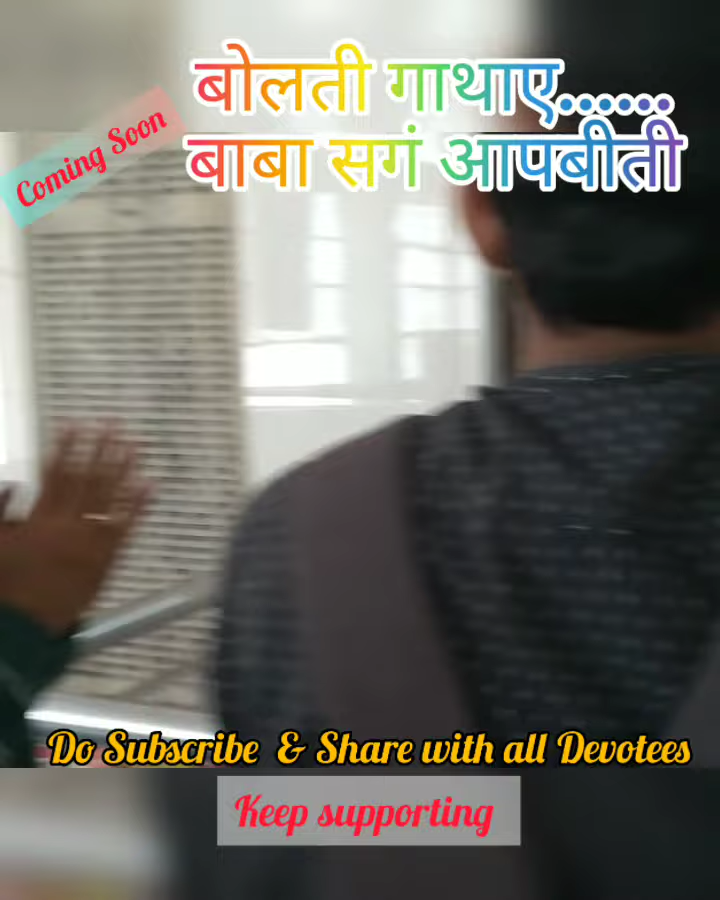 बोलती गाथाए......
Coming Soon
बाबा सगं आपबीती
Do Subscribe & Share with all Devotees
Keep supporting